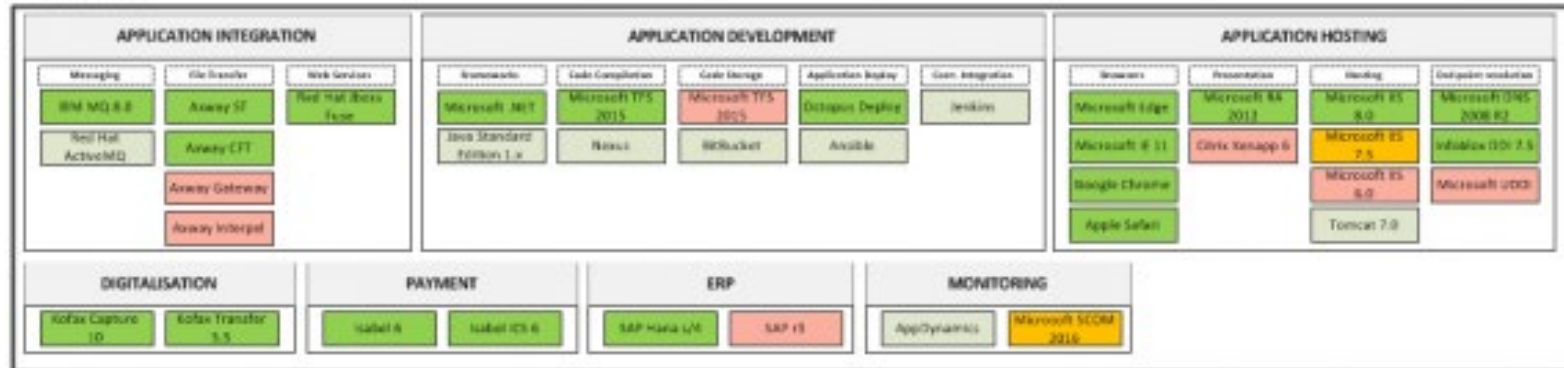 APPLICATION INTEGRATION
APPLICATION DEVELOPMENT
APPLICATION HOSTING
Messaging
File Transfer
Web Services
Frameworks
Code Compilation
Code Storage
Application Deploy
Cont. Integration
Browsers
Presentation
Hosting
Endpoint resolution
IBM MQ 8.0
Axway ST
Red Hat Jboss
Fuse
Microsoft .NET
Microsoft TFS
2015
Microsoft TFS
2015
Octopus Deploy
Jenkins
Microsoft Edge
Microsoft RA
2012
Microsoft IIS
8.0
Microsoft DNS
2008 R2
Red Hat
ActiveMQ
Axway CFT
Java Standard
Edition 1.x
Nexus
BitBucket
Ansible
Microsoft IE 11
Citrix Xenapp 6
Microsoft IIS
7.5
Infoblox DDI 7.5
Axway Gateway
Google Chrome
Microsoft IIS
6.0
Microsoft UDDI
Axway Interpel
Apple Safari
Tomcat 7.0
DIGITALISATION
PAYMENT
ERP
MONITORING
Kofax Capture
10
Kofax Transfer
5.5
Isabel 6
Isabel ICS 6
SAP Hana s/4
SAP r3
AppDynamics
Microsoft SCOM
2016